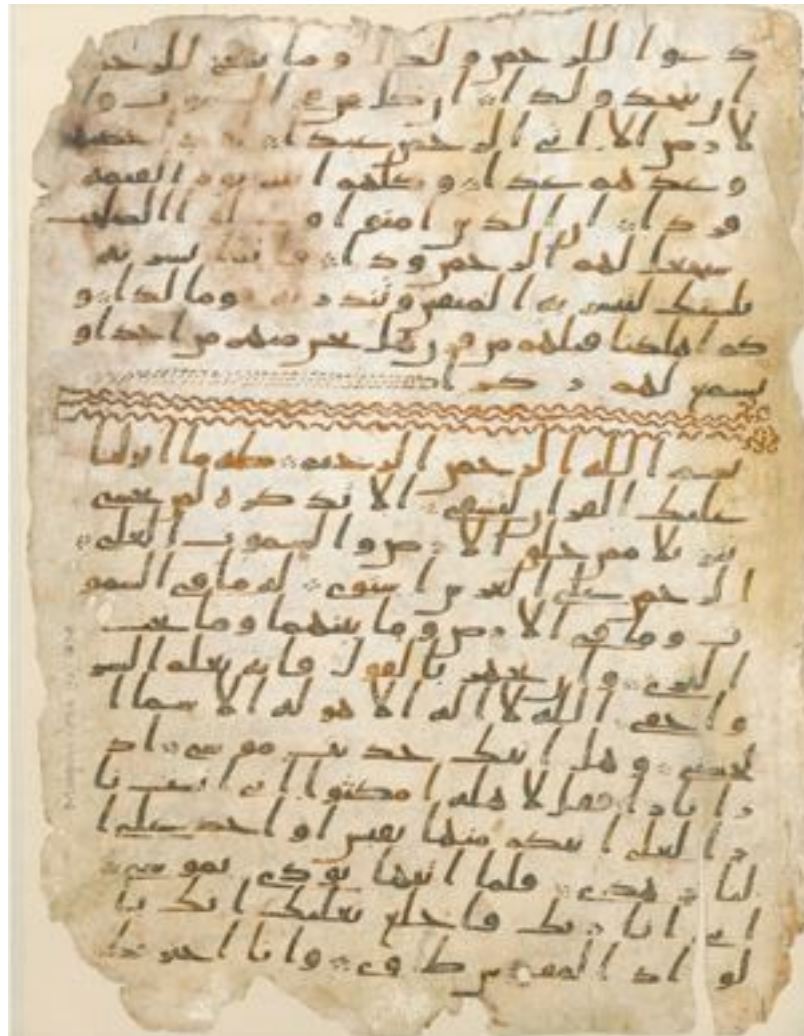 دعوا للرحمن ولدا وما ينبغي للرحمن
ان يتخذ ولدا ان كل من في السموت وا
لارض الا اتي الرحمن عبدا لقد احصيهم
وعدهم عدا وكلهم اتيه يوم القيمة
فردا ان الذين امنوا وعملوا الصلحت
سيجعل لهم الرحمن ودا فانما يسرنه
بلسنك لتبشر به المتقين وتنذر به قوما لدا و
كم اهلكنا قبلهم من قرن هل تحس منهم من احد او
تسمع لهم ركزا
بسم الله الرحمن الرحيم طه ما انزلنا
عليك القران لتشقى الا تذكرة لمن يخشى
تنزيلا ممن خلق الارض والسموت العلى
الرحمن على العرش استوى له ما في السمو
ت وما في الارض وما بينهما وما تحت
الثرى وان تجهر بالقول فانه يعلم السر
واخفى الله لا اله الا هو له الاسما ا
لحسنى وهل اتيك حديث موسى اذ
را نارا فقال لاهله امكثوا اني انست نا
را لعلي اتيكم منها بقبس او اجد على ا
لنار هدى فلما اتيها نودي يموسى
اني انا ربك فاخلع نعليك انك با
لواد المقدس طوى وانا اخترتك